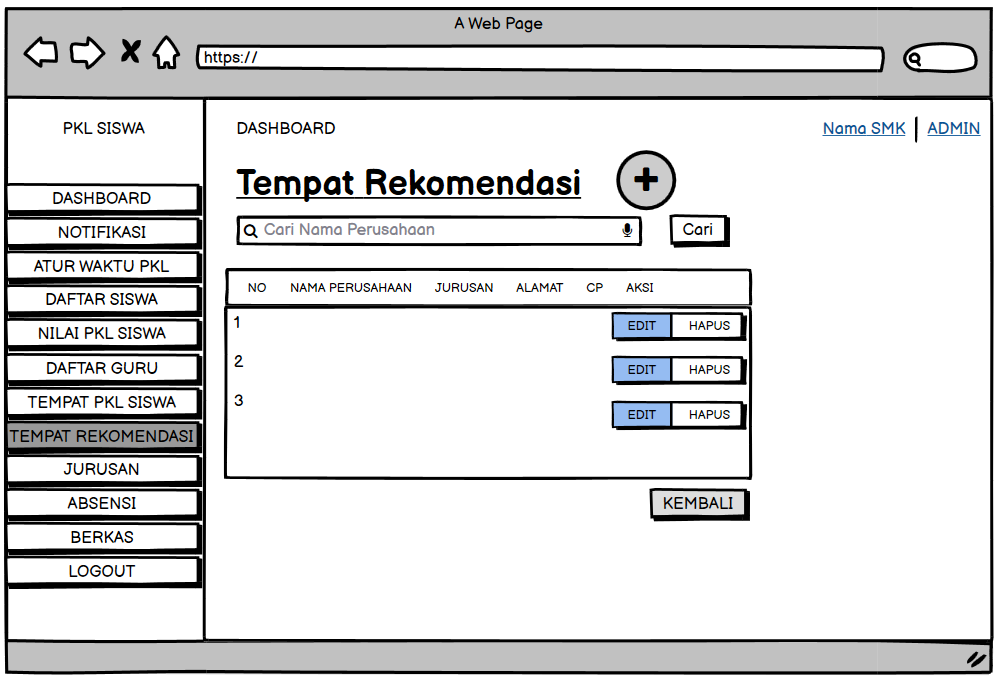 A Web Page
https://
PKL SISWA
DASHBOARD
NOTIFIKASI
ATUR WAKTU PKL
DAFTAR SISWA
NILAI PKL SISWA
DAFTAR GURU
TEMPAT PKL SISWA
TEMPAT REKOMENDASI
JURUSAN
ABSENSI
BERKAS
LOGOUT
DASHBOARD
Nama SMK | ADMIN
Tempat Rekomendasi
Cari Nama Perusahaan
Cari
NO NAMA PERUSAHAAN JURUSAN ALAMAT CP AKSI
1 EDIT HAPUS
2 EDIT HAPUS
3 EDIT HAPUS
KEMBALI